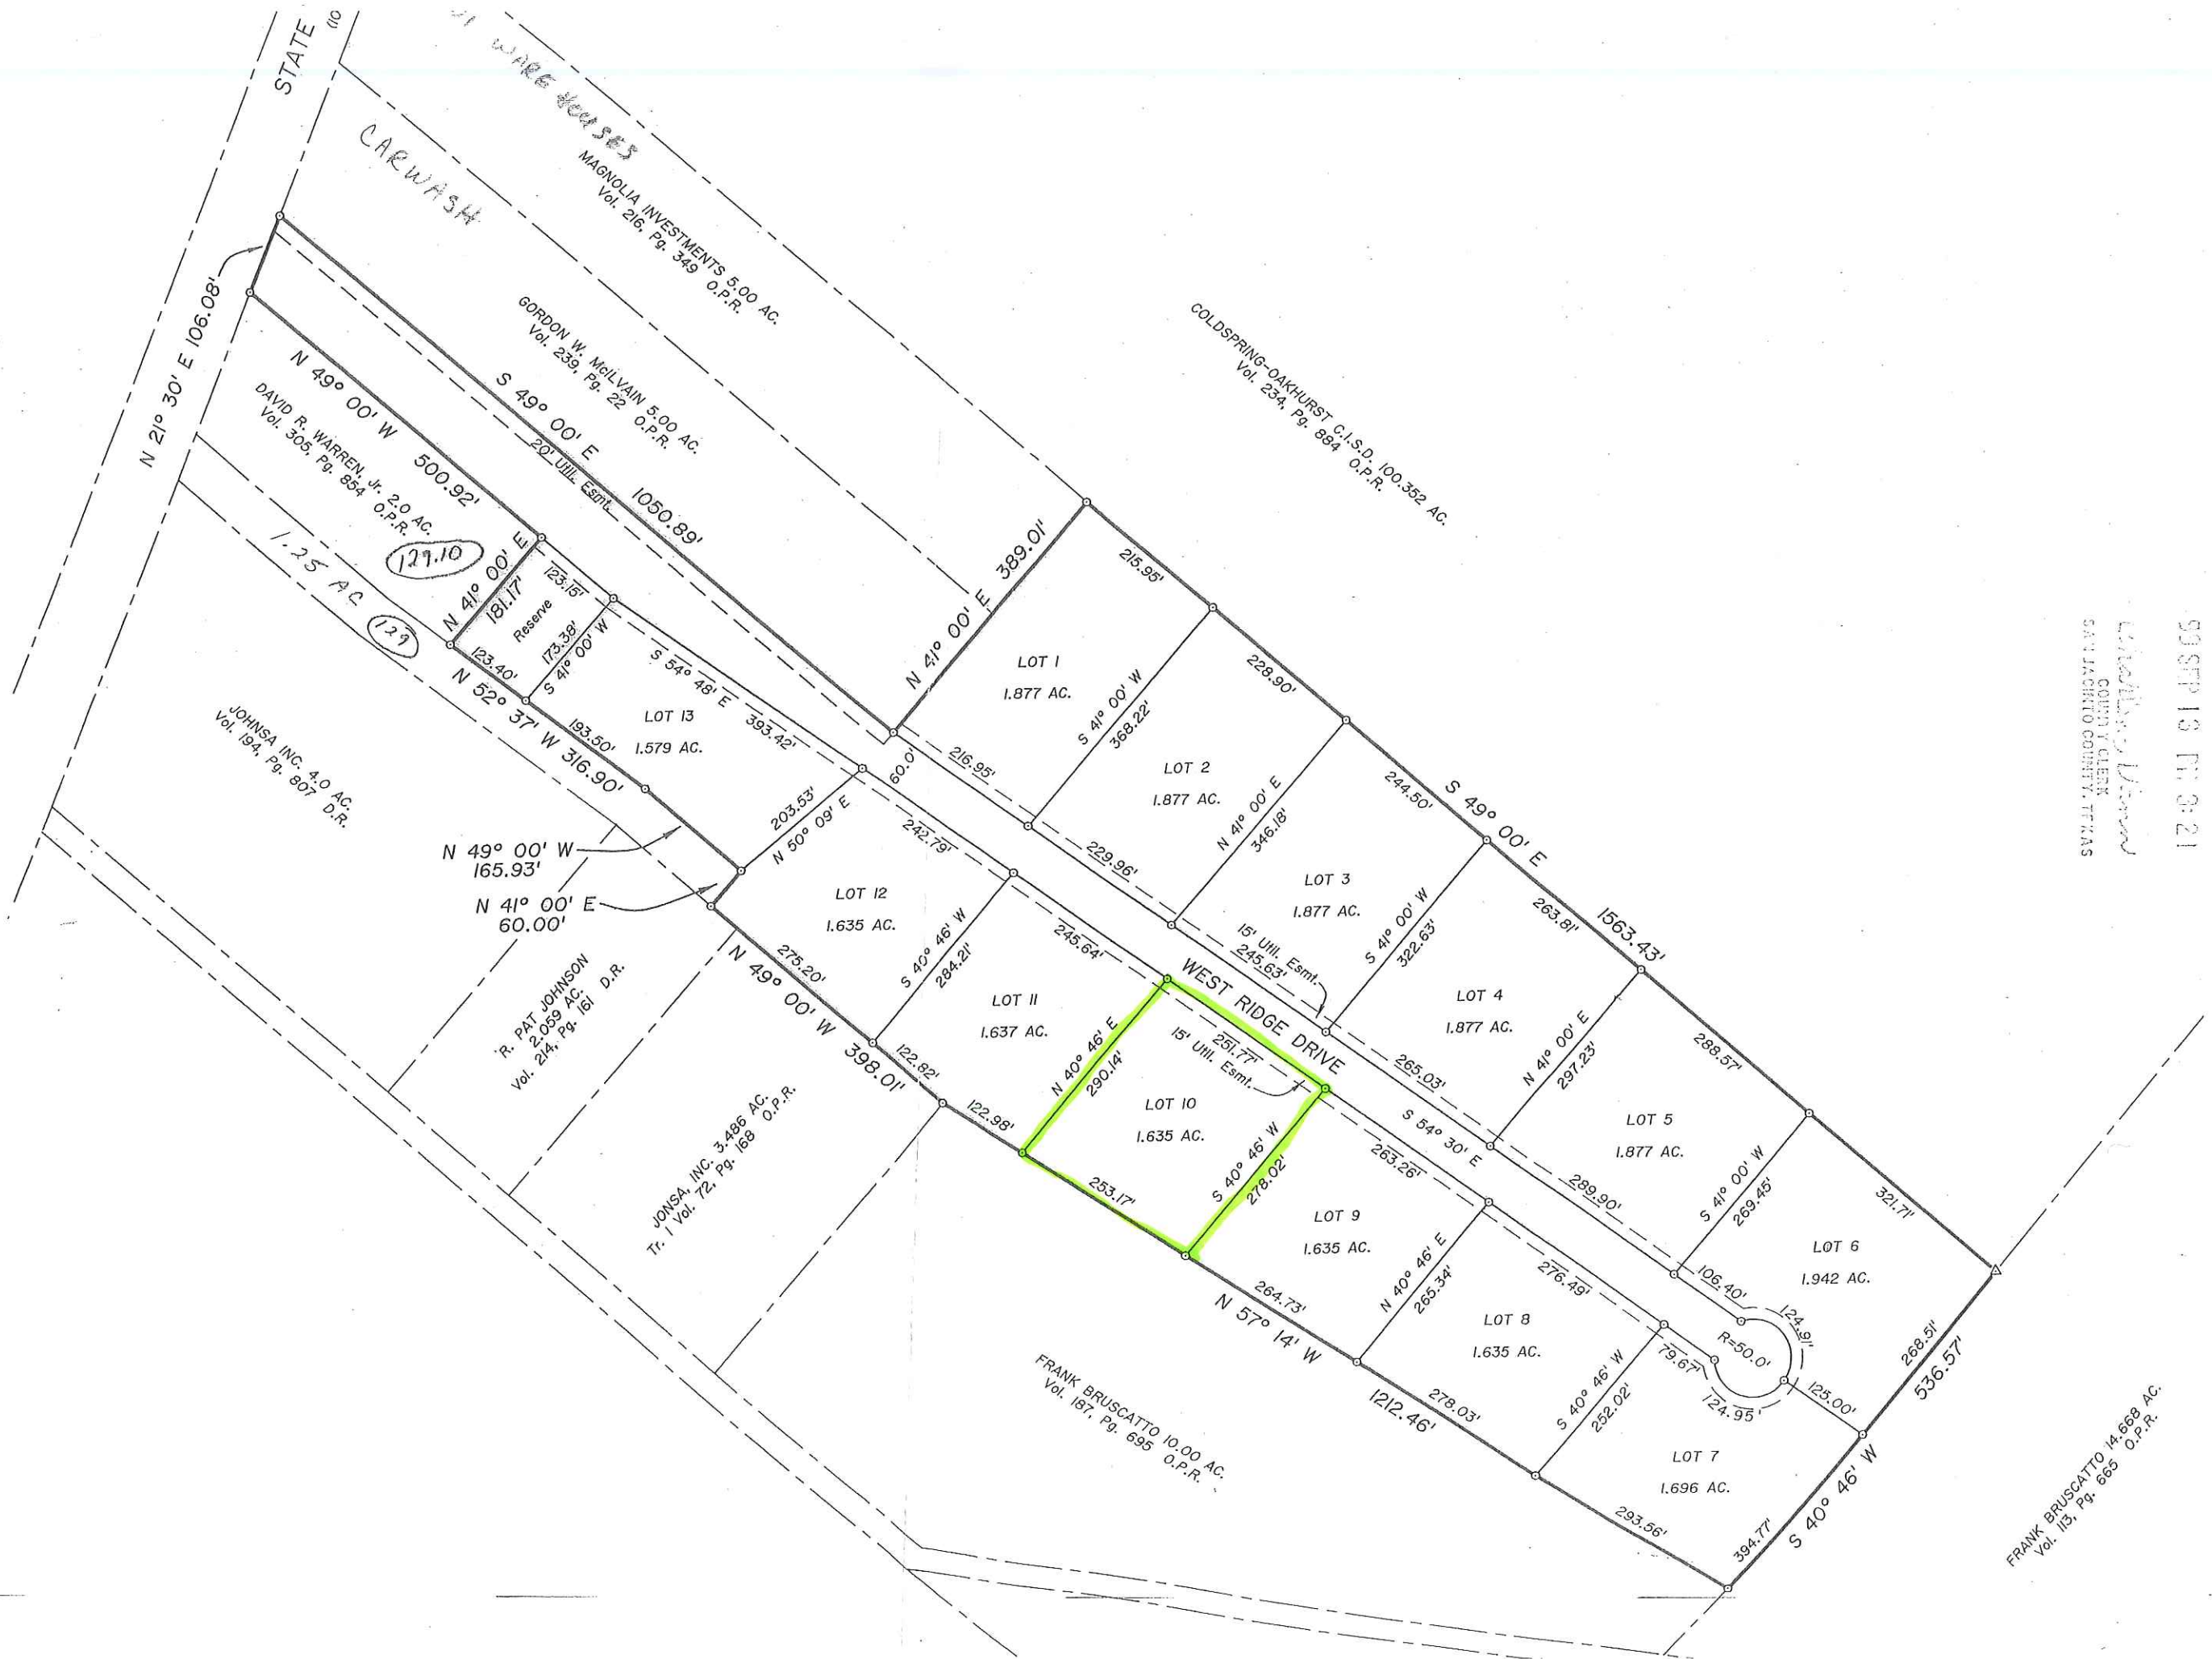 STATE
(10
WARE HOUSES
CARWASH
MAGNOLIA INVESTMENTS 5.00 AC.
Vol. 216, Pg. 349 O.P.R.
GORDON W. McILVAIN 5.00 AC.
Vol. 239, Pg. 22 O.P.R.
COLDSPRING-OAKHURST C.I.S.D. 100.352 AC.
Vol. 234, Pg. 884 O.P.R.
COUNTY CLERK
SAN JACINTO COUNTY, TEXAS
N 21° 30' E 106.08'
N 49° 00' W 500.92'
DAVID R. WARREN, Jr. 2.0 AC.
Vol. 305, Pg. 854 O.P.R.
129.10
1.25 AC
129
S 49° 00' E 1050.89'
20' Util. Esmt.
N 41° 00' E
181.17'
123.15'
Reserve
173.38'
S 41° 00' W
123.40'
N 52° 37' W 316.90'
193.50'
S 54° 48' E
393.42'
LOT 13
1.579 AC.
JOHNSA INC. 4.0 AC.
Vol. 194, Pg. 807 D.R.
N 41° 00' E 389.01'
215.95'
LOT 1
1.877 AC.
216.95'
60.0'
S 41° 00' W
368.22'
228.90'
LOT 2
1.877 AC.
229.96'
N 41° 00' E
346.18'
244.50'
S 49° 00' E 1563.43'
LOT 3
1.877 AC.
15' Util. Esmt.
245.63'
S 41° 00' W
322.63'
263.81'
LOT 4
1.877 AC.
265.03'
N 41° 00' E
297.23'
288.57'
LOT 5
1.877 AC.
289.90'
S 41° 00' W
269.45'
321.71'
LOT 6
1.942 AC.
106.40'
124.91'
R=50.0'
268.51'
536.57'
125.00'
N 49° 00' W
165.93'
N 41° 00' E
60.00'
203.53'
N 50° 09' E
242.79'
LOT 12
1.635 AC.
275.20'
N 49° 00' W 398.01'
S 40° 46' W
284.21'
245.64'
LOT 11
1.637 AC.
122.82'
122.98'
WEST RIDGE DRIVE
N 40° 46' E
290.14'
251.77'
15' Util. Esmt.
LOT 10
1.635 AC.
253.17'
S 40° 46' W
278.02'
S 54° 30' E
263.26'
LOT 9
1.635 AC.
264.73'
N 57° 14' W 1212.46'
N 40° 46' E
265.34'
276.49'
LOT 8
1.635 AC.
278.03'
S 40° 46' W
252.02'
79.67'
124.95'
LOT 7
1.696 AC.
293.56'
394.77'
S 40° 46' W
R. PAT JOHNSON
2.059 AC.
Vol. 214, Pg. 161 D.R.
JONSA, INC. 3.486 AC.
Tr. 1 Vol. 72, Pg. 168 O.P.R.
FRANK BRUSCATTO 10.00 AC.
Vol. 187, Pg. 695 O.P.R.
FRANK BRUSCATTO 14.668 AC.
Vol. 113, Pg. 665 O.P.R.